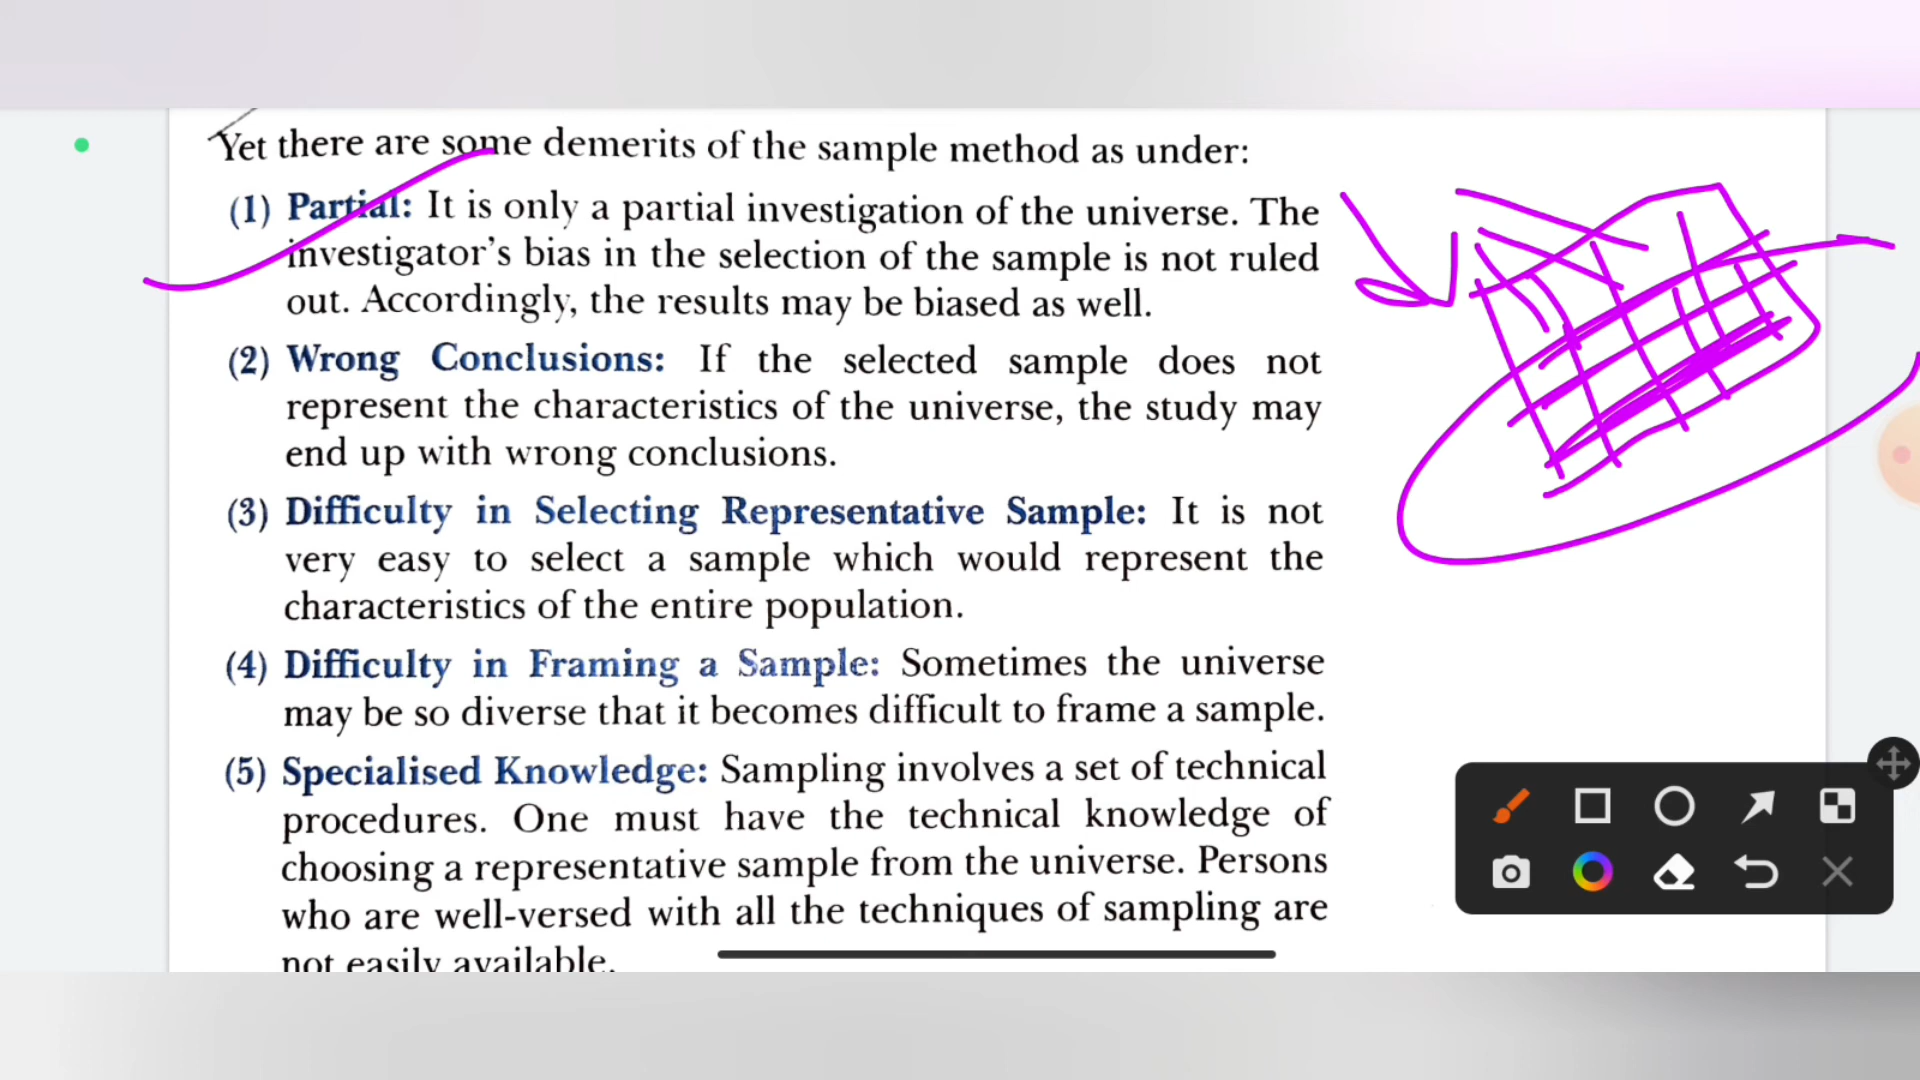 Yet there are some demerits of the sample method as under:
(1) Partial: It is only a partial investigation of the universe. The
investigator's bias in the selection of the sample is not ruled
out. Accordingly, the results may be biased as well.
(2) Wrong Conclusions: If the selected sample does not
represent the characteristics of the universe, the study may
end up with wrong conclusions.
(3) Difficulty in Selecting Representative Sample: It is not
very easy to select a sample which would represent the
characteristics of the entire population.
(4) Difficulty in Framing a Sample: Sometimes the universe
may be so diverse that it becomes difficult to frame a sample.
(5) Specialised Knowledge: Sampling involves a set of technical
procedures. One must have the technical knowledge of
choosing a representative sample from the universe. Persons
who are well-versed with all the techniques of sampling are
not easily available.